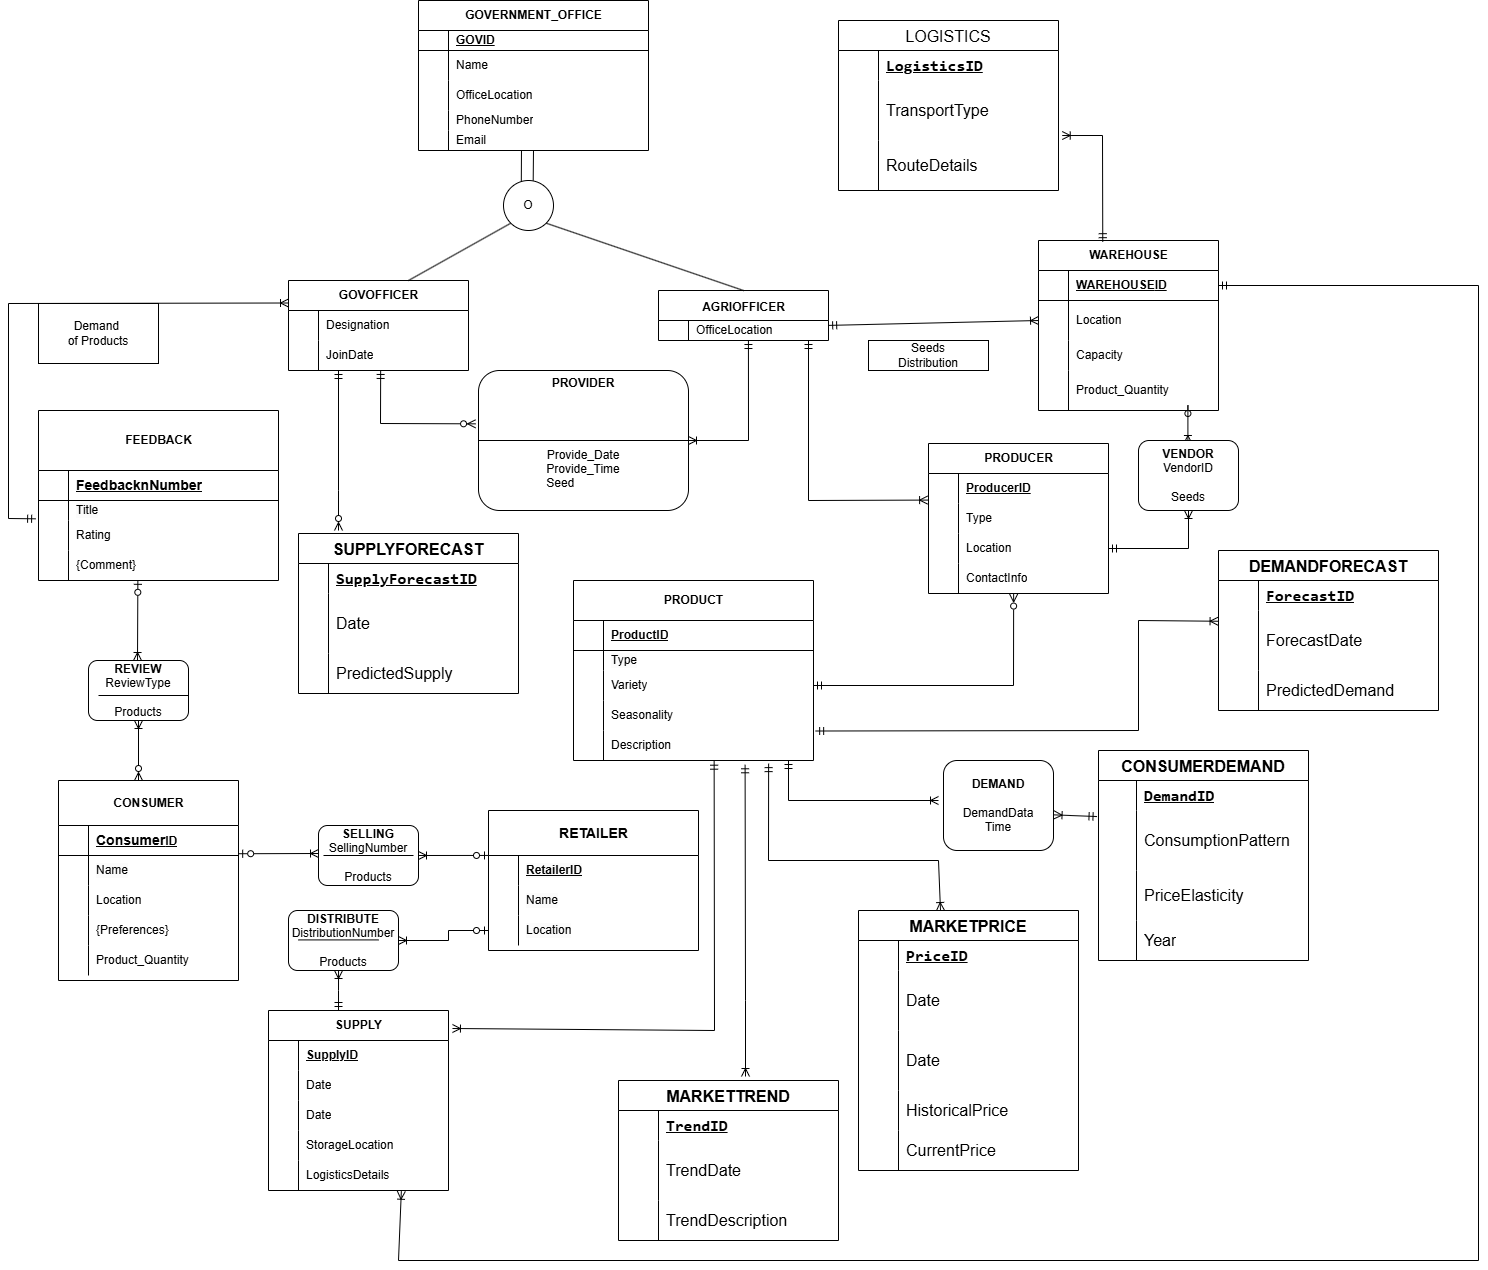 GOVERNMENT_OFFICE
GOVID
Name
OfficeLocation
PhoneNumber
Email
O
LOGISTICS
LogisticsID
TransportType
RouteDetails
GOVOFFICER
Designation
JoinDate
AGRIOFFICER
OfficeLocation
WAREHOUSE
WAREHOUSEID
Location
Capacity
Product_Quantity
Demand
of Products
Seeds
Distribution
PROVIDER
Provide_Date
Provide_Time
Seed
FEEDBACK
FeedbacknNumber
Title
Rating
{Comment}
PRODUCER
ProducerID
Type
Location
ContactInfo
VENDOR
VendorID
Seeds
SUPPLYFORECAST
SupplyForecastID
Date
PredictedSupply
PRODUCT
ProductID
Type
Variety
Seasonality
Description
DEMANDFORECAST
ForecastID
ForecastDate
PredictedDemand
REVIEW
ReviewType
Products
CONSUMER
ConsumerID
Name
Location
{Preferences}
Product_Quantity
SELLING
SellingNumber
Products
RETAILER
RetailerID
Name
Location
DEMAND
DemandData
Time
CONSUMERDEMAND
DemandID
ConsumptionPattern
PriceElasticity
Year
DISTRIBUTE
DistributionNumber
Products
MARKETPRICE
PriceID
Date
Date
HistoricalPrice
CurrentPrice
SUPPLY
SupplyID
Date
Date
StorageLocation
LogisticsDetails
MARKETTREND
TrendID
TrendDate
TrendDescription